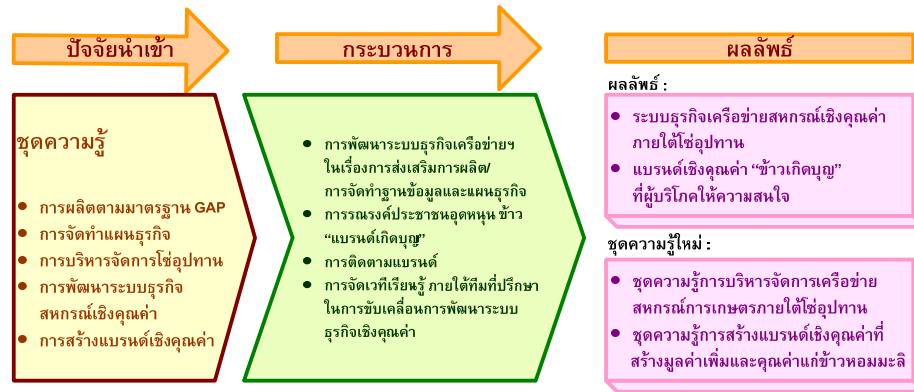 ปัจจัยนำเข้า
กระบวนการ
ผลลัพธ์
ชุดความรู้
• การผลิตตามมาตรฐาน GAP
• การจัดทำแผนธุรกิจ
• การบริหารจัดการโซ่อุปทาน
• การพัฒนาระบบธุรกิจ
สหกรณ์เชิงคุณค่า
• การสร้างแบรนด์เชิงคุณค่า
• การพัฒนาระบบธุรกิจเครือข่ายฯ
ในเรื่องการส่งเสริมการผลิต/
การจัดทำฐานข้อมูลและแผนธุรกิจ
• การรณรงค์ประชาชนอุดหนุน ข้าว
“แบรนด์เกิดบุญ”
• การติดตามแบรนด์
• การจัดเวทีเรียนรู้ ภายใต้ทีมที่ปรึกษา
ในการขับเคลื่อนการพัฒนาระบบ
ธุรกิจเชิงคุณค่า
ผลลัพธ์ :
• ระบบธุรกิจเครือข่ายสหกรณ์เชิงคุณค่า
ภายใต้โซ่อุปทาน
• แบรนด์เชิงคุณค่า “ข้าวเกิดบุญ”
ที่ผู้บริโภคให้ความสนใจ
ชุดความรู้ใหม่ :
• ชุดความรู้การบริหารจัดการเครือข่าย
สหกรณ์การเกษตรภายใต้โซ่อุปทาน
• ชุดความรู้การสร้างแบรนด์เชิงคุณค่าที่
สร้างมูลค่าเพิ่มและคุณค่าแก่ข้าวหอมมะลิ